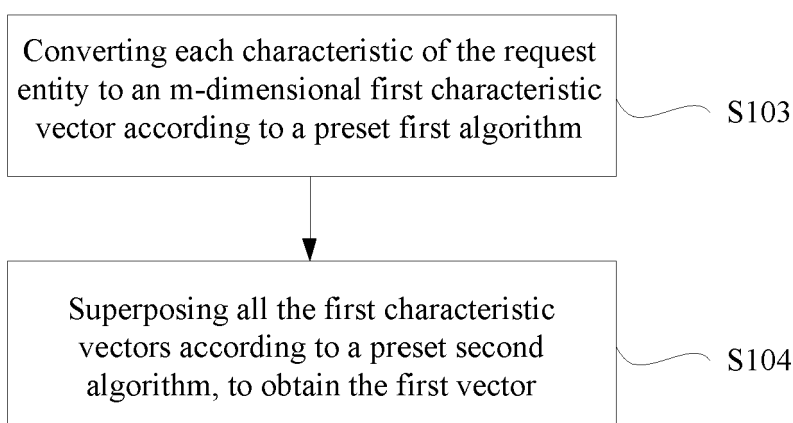 Converting each characteristic of the request
entity to an m-dimensional first characteristic
vector according to a preset first algorithm
S103
Superposing all the first characteristic
vectors according to a preset second
algorithm, to obtain the first vector
S104